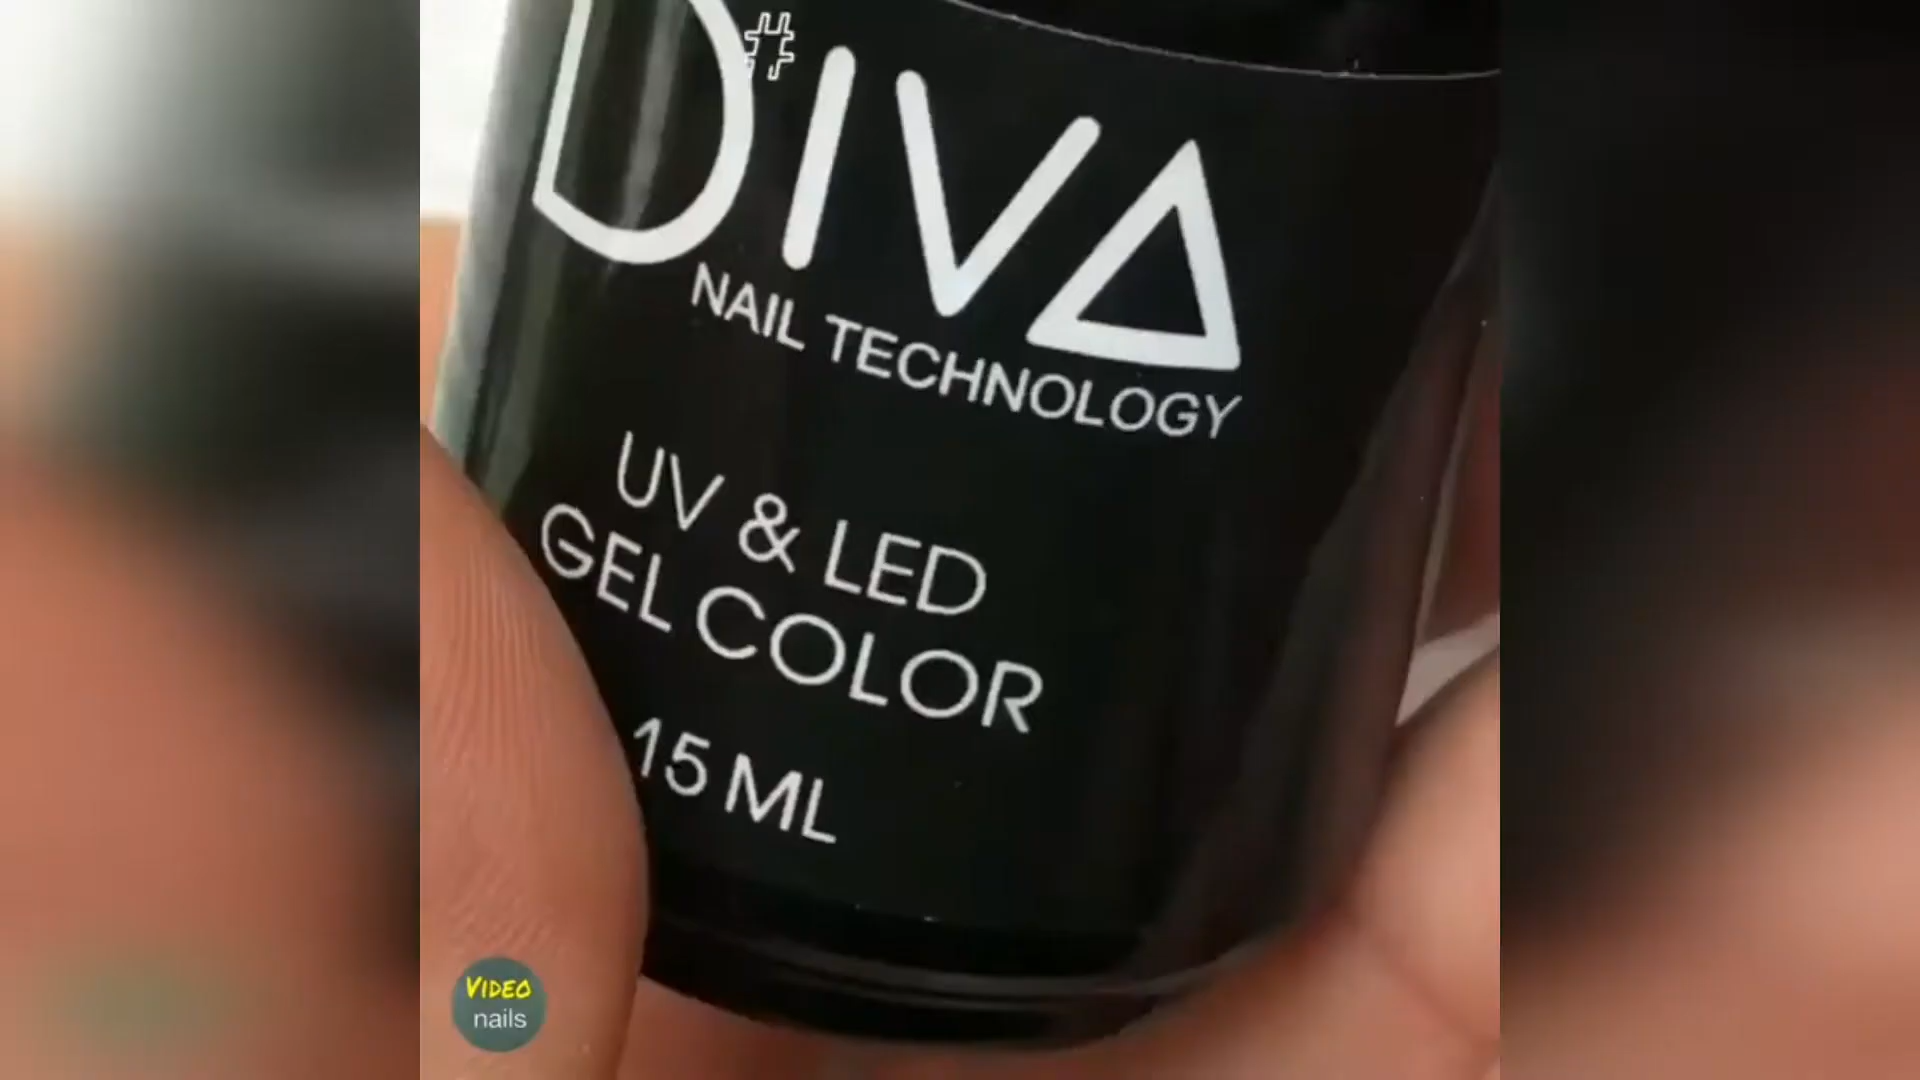 #
DIVA
NAIL TECHNOLOGY
UV & LED
GEL COLOR
15 ML
VIDEO
nails